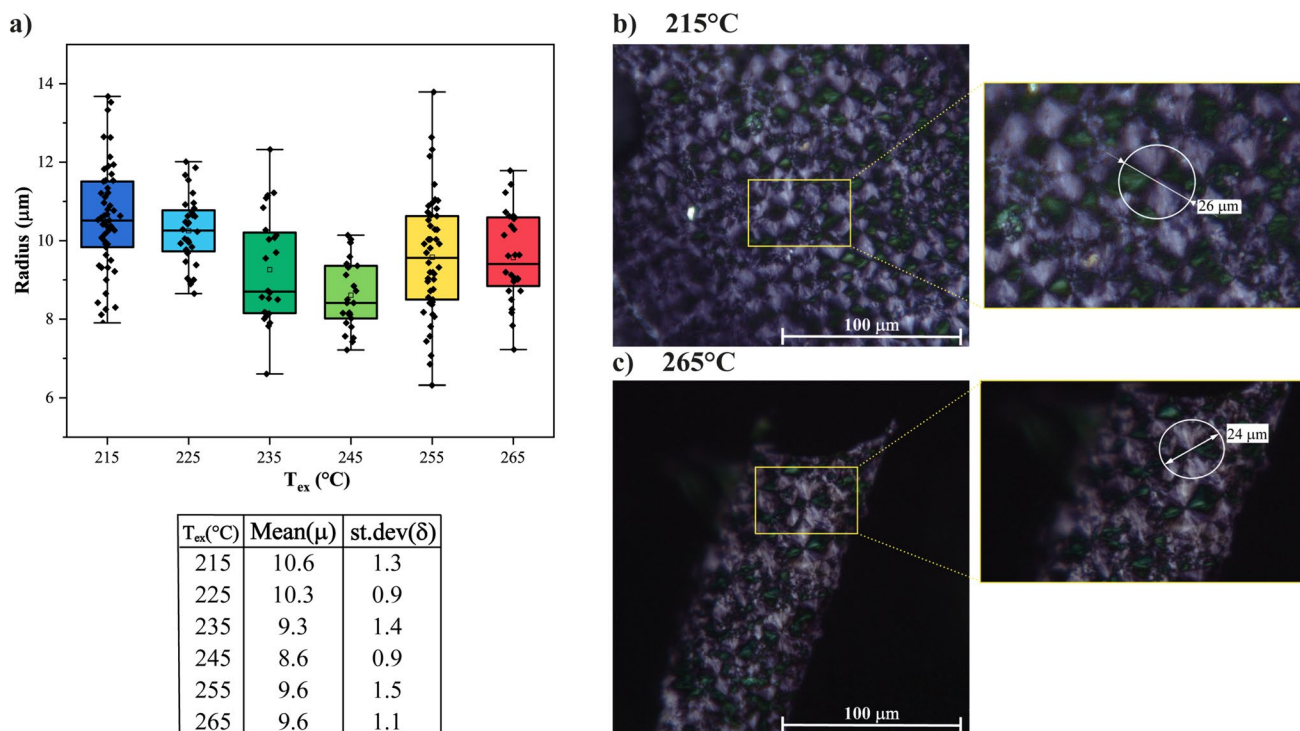 a)
14
12
10
8
6
Radius (μm)
215 225 235 245 255 265
Tex (°C)
Tex(°C) Mean(μ) st.dev(δ)
215 10.6 1.3
225 10.3 0.9
235 9.3 1.4
245 8.6 0.9
255 9.6 1.5
265 9.6 1.1
b) 215°C
26 μm
100 μm
c) 265°C
24 μm
100 μm